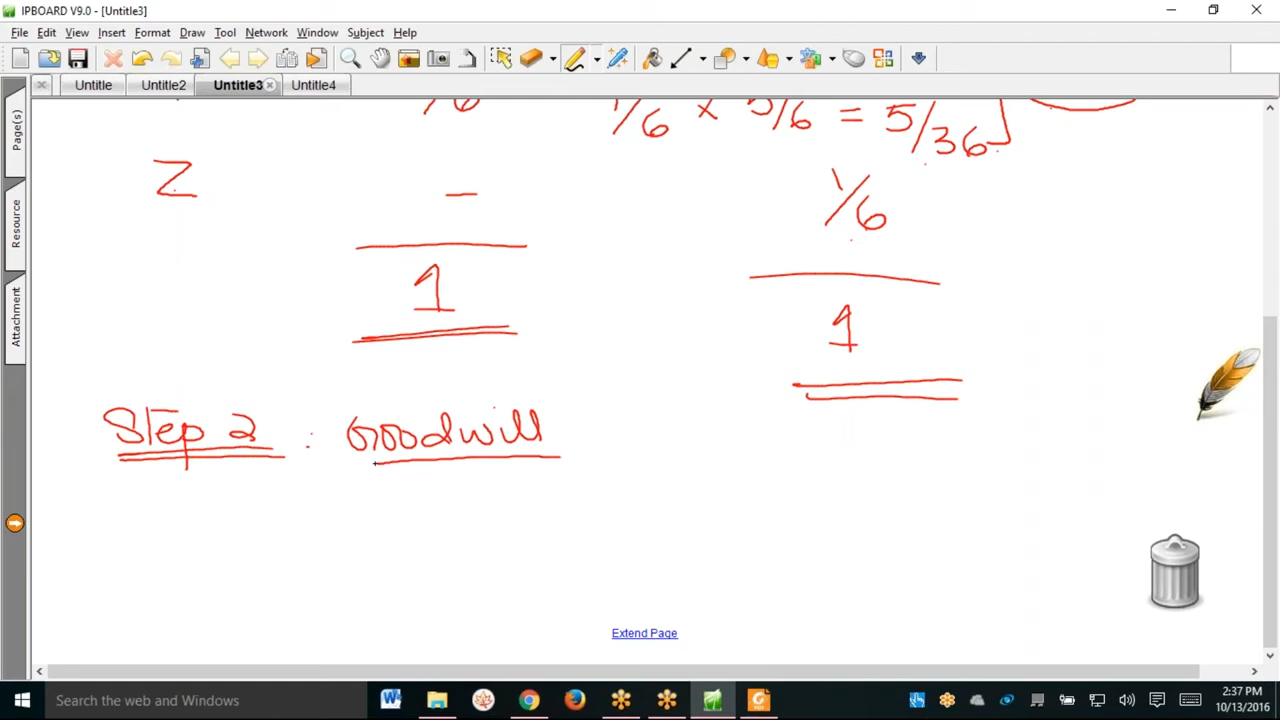 IPBOARD V9.0 - [Untitle3]
File Edit View Insert Format Draw Tool Network Window Subject Help
Untitle Untitle2 Untitle3 Untitle4
Page(s)
Resource
Attachment
1/6 1/6 × 5/6 = 5/36
Z – 1/6
1 1
Step 2 : Goodwill
Extend Page
Search the web and Windows
2:37 PM
10/13/2016